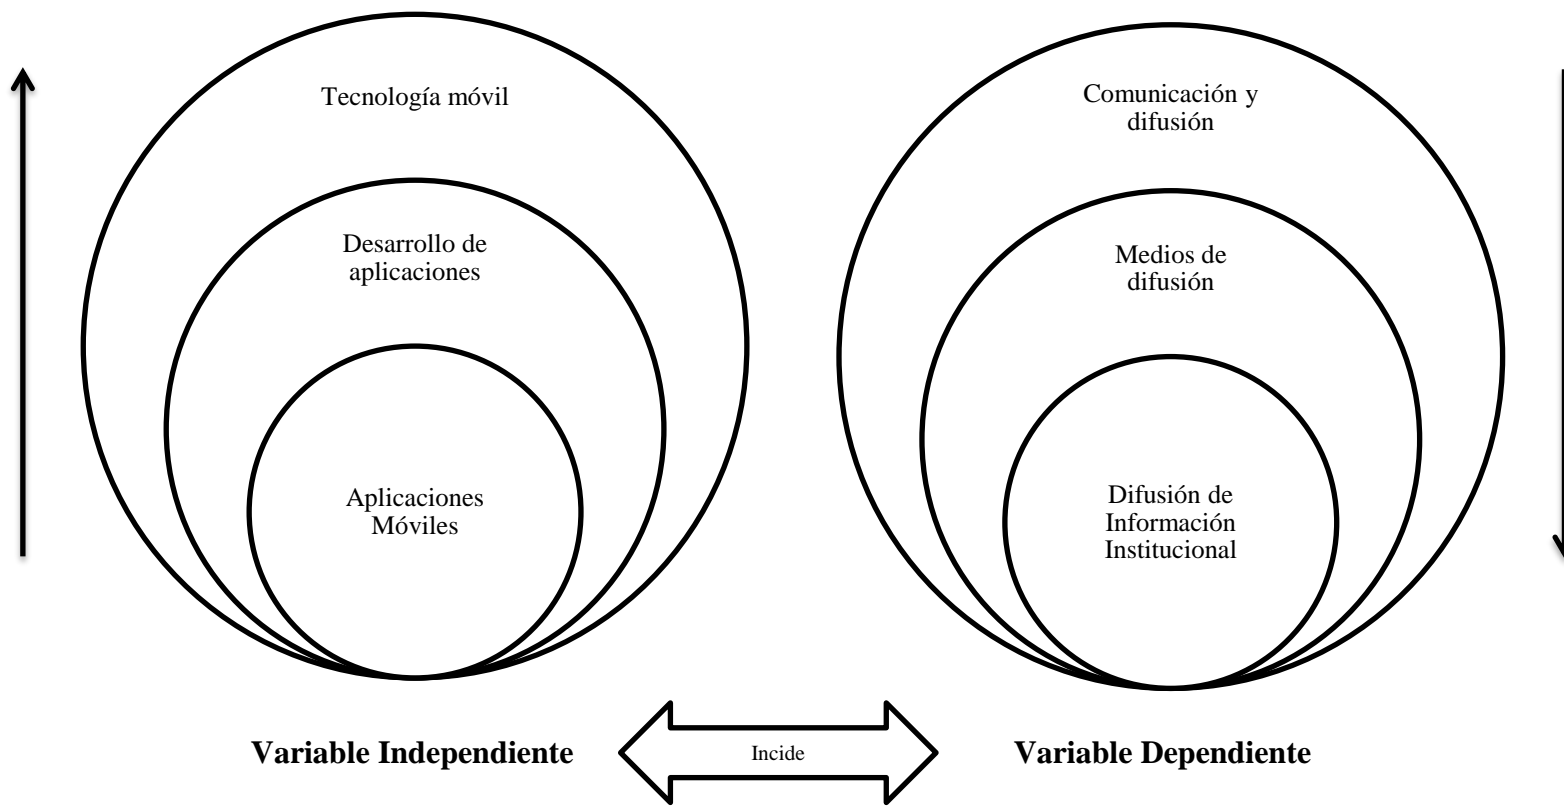 Tecnología móvil
Desarrollo de
aplicaciones
Aplicaciones
Móviles
Comunicación y
difusión
Medios de
difusión
Difusión de
Información
Institucional
Variable Independiente
Incide
Variable Dependiente